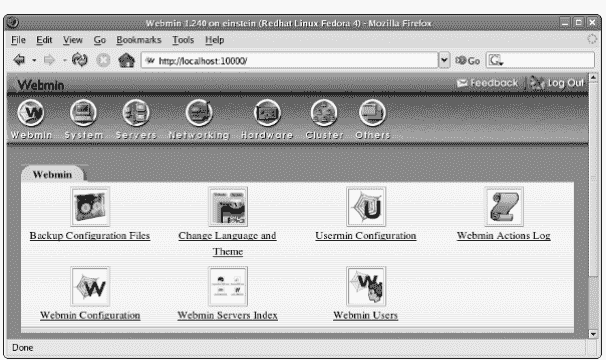 Webmin 1.240 on einstein (Redhat Linux Fedora 4) - Mozilla Firefox
File Edit View Go Bookmarks Tools Help
http://localhost:10000/ Go
Webmin Feedback Log Out
Webmin System Servers Networking Hardware Cluster Others
Webmin
Backup Configuration Files Change Language and Theme Usermin Configuration Webmin Actions Log
Webmin Configuration Webmin Servers Index Webmin Users
Done